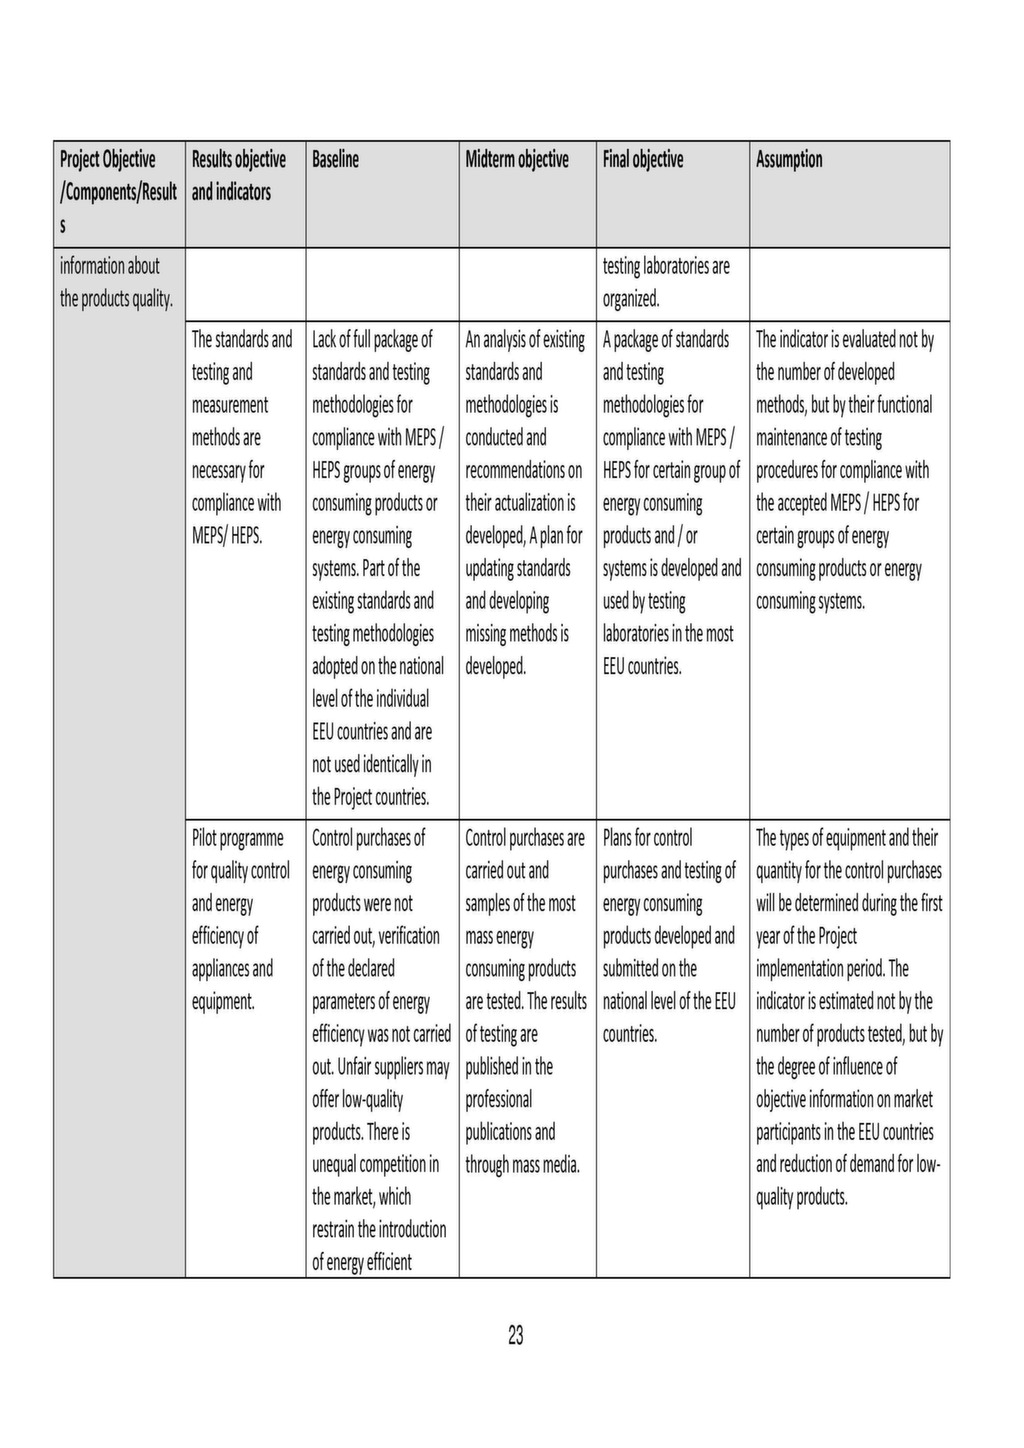 Project Objective
/Components/Result
s
Results objective
and indicators
Baseline
Midterm objective
Final objective
Assumption
information about
the products quality.
testing laboratories are
organized.
The standards and
testing and
measurement
methods are
necessary for
compliance with
MEPS/ HEPS.
Lack of full package of
standards and testing
methodologies for
compliance with MEPS /
HEPS groups of energy
consuming products or
energy consuming
systems. Part of the
existing standards and
testing methodologies
adopted on the national
level of the individual
EEU countries and are
not used identically in
the Project countries.
An analysis of existing
standards and
methodologies is
conducted and
recommendations on
their actualization is
developed, A plan for
updating standards
and developing
missing methods is
developed.
A package of standards
and testing
methodologies for
compliance with MEPS /
HEPS for certain group of
energy consuming
products and / or
systems is developed and
used by testing
laboratories in the most
EEU countries.
The indicator is evaluated not by
the number of developed
methods, but by their functional
maintenance of testing
procedures for compliance with
the accepted MEPS / HEPS for
certain groups of energy
consuming products or energy
consuming systems.
Pilot programme
for quality control
and energy
efficiency of
appliances and
equipment.
Control purchases of
energy consuming
products were not
carried out, verification
of the declared
parameters of energy
efficiency was not carried
out. Unfair suppliers may
offer low-quality
products. There is
unequal competition in
the market, which
restrain the introduction
of energy efficient
Control purchases are
carried out and
samples of the most
mass energy
consuming products
are tested. The results
of testing are
published in the
professional
publications and
through mass media.
Plans for control
purchases and testing of
energy consuming
products developed and
submitted on the
national level of the EEU
countries.
The types of equipment and their
quantity for the control purchases
will be determined during the first
year of the Project
implementation period. The
indicator is estimated not by the
number of products tested, but by
the degree of influence of
objective information on market
participants in the EEU countries
and reduction of demand for low-
quality products.
23